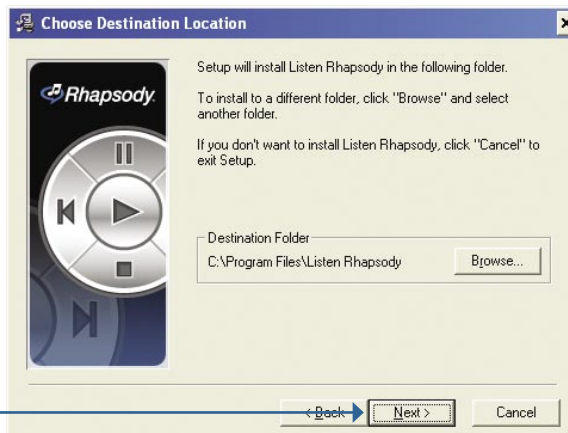 Choose Destination Location
Rhapsody.
Setup will install Listen Rhapsody in the following folder.
To install to a different folder, click "Browse" and select
another folder.
If you don't want to install Listen Rhapsody, click "Cancel" to
exit Setup.
Destination Folder
C:\Program Files\Listen Rhapsody
Browse...
< Back
Next >
Cancel